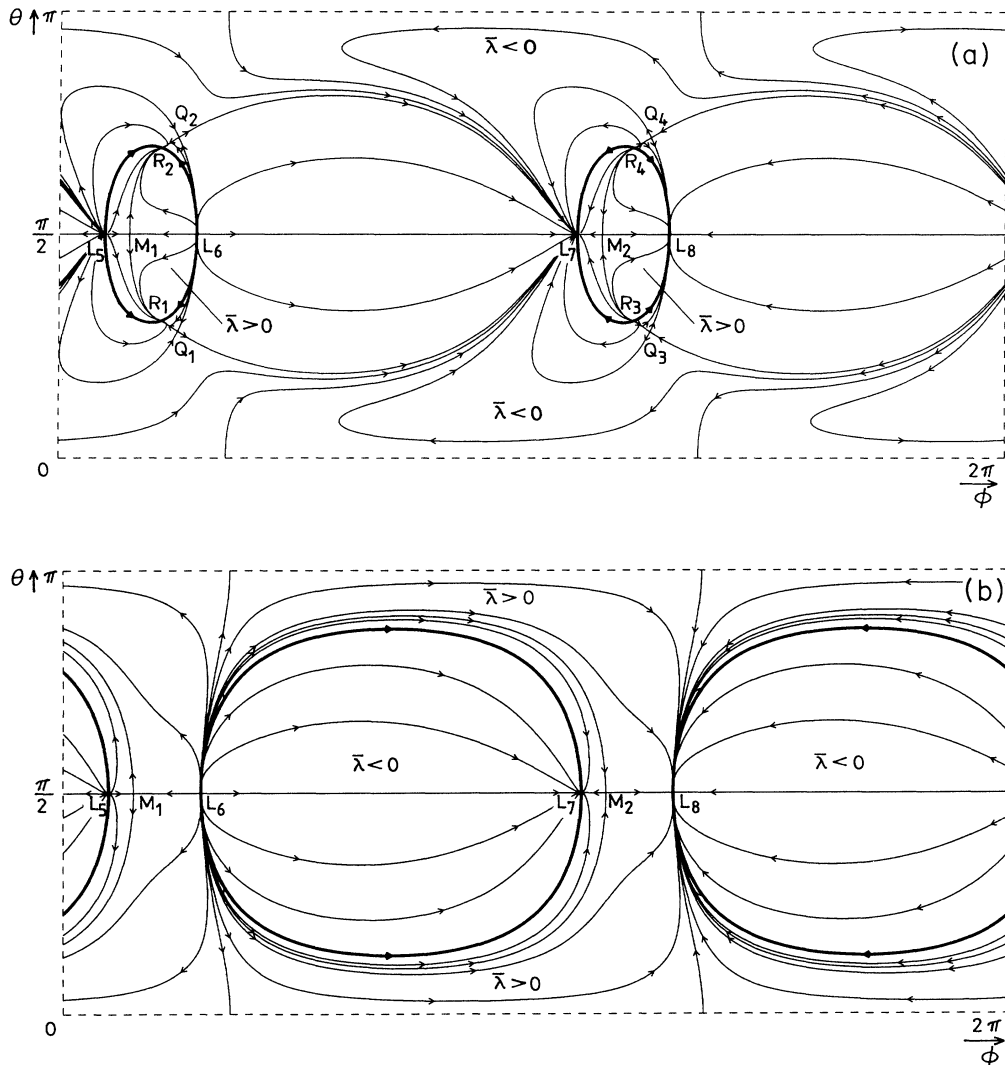 θ ↑ π
λ̄ < 0
(a)
Q₂
Q₄
R₂
R₄
π/2
L₅
M₁
L₆
L₇
M₂
L₈
R₁
λ̄ > 0
R₃
λ̄ > 0
Q₁
Q₃
λ̄ < 0
0
2π
ϕ
θ ↑ π
λ̄ > 0
(b)
λ̄ < 0
λ̄ < 0
π/2
L₅
M₁
L₆
L₇
M₂
L₈
λ̄ > 0
0
2π
ϕ